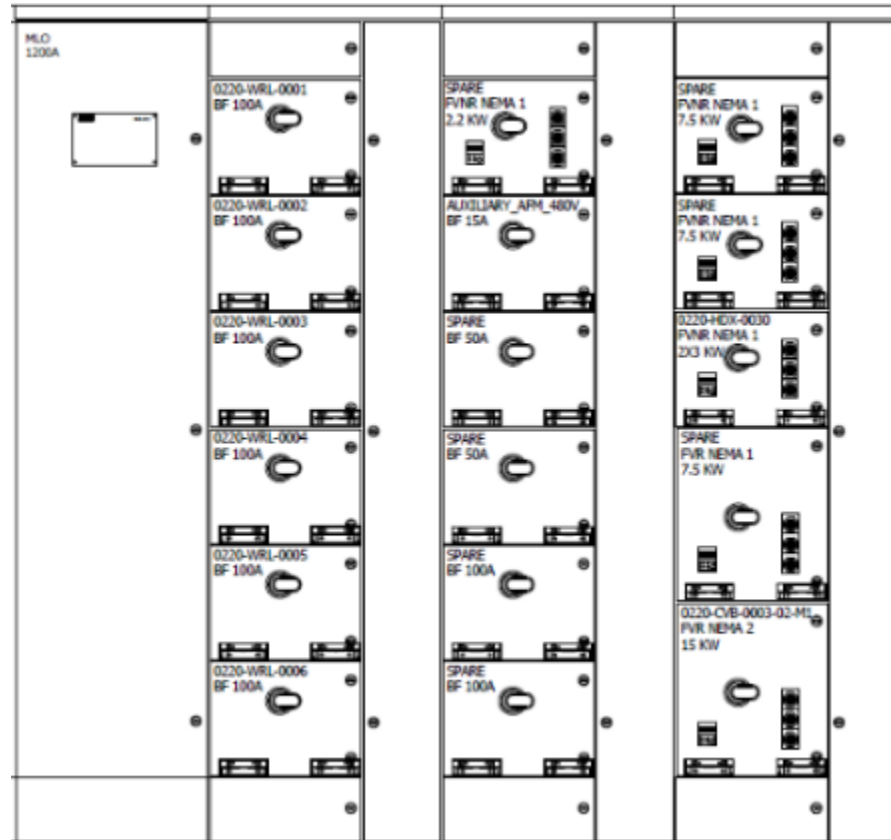 MLO
1200A
0220-WRL-0001
BF 100A
0220-WRL-0002
BF 100A
0220-WRL-0003
BF 100A
0220-WRL-0004
BF 100A
0220-WRL-0005
BF 100A
0220-WRL-0006
BF 100A
SPARE
FVNR NEMA 1
2.2 KW
AUXILIARY_AFM_480V
BF 15A
SPARE
BF 50A
SPARE
BF 50A
SPARE
BF 100A
SPARE
BF 100A
SPARE
FVNR NEMA 1
7.5 KW
SPARE
FVNR NEMA 1
7.5 KW
0220-HDX-0030
FVNR NEMA 1
2X3 KW
SPARE
FVR NEMA 1
7.5 KW
0220-CVB-0003-02-M1
FVR NEMA 2
15 KW